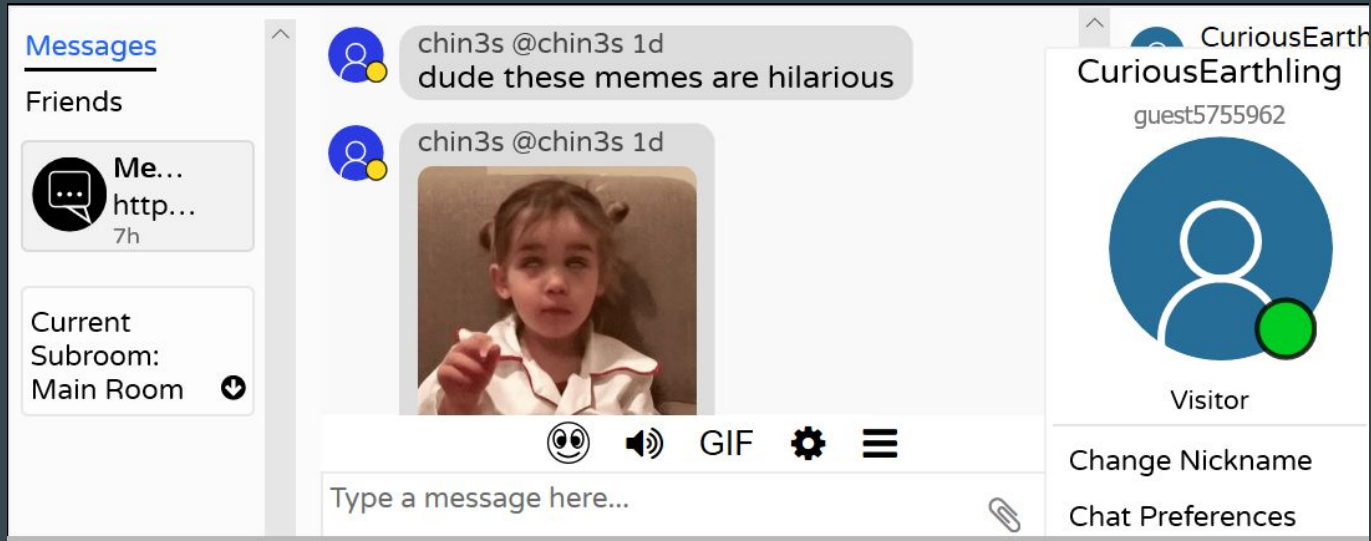 Messages
Friends
Me...
http...
7h
Current
Subroom:
Main Room
chin3s @chin3s 1d
dude these memes are hilarious
chin3s @chin3s 1d
GIF
Type a message here...
CuriousEarth
CuriousEarthling
guest5755962
Visitor
Change Nickname
Chat Preferences